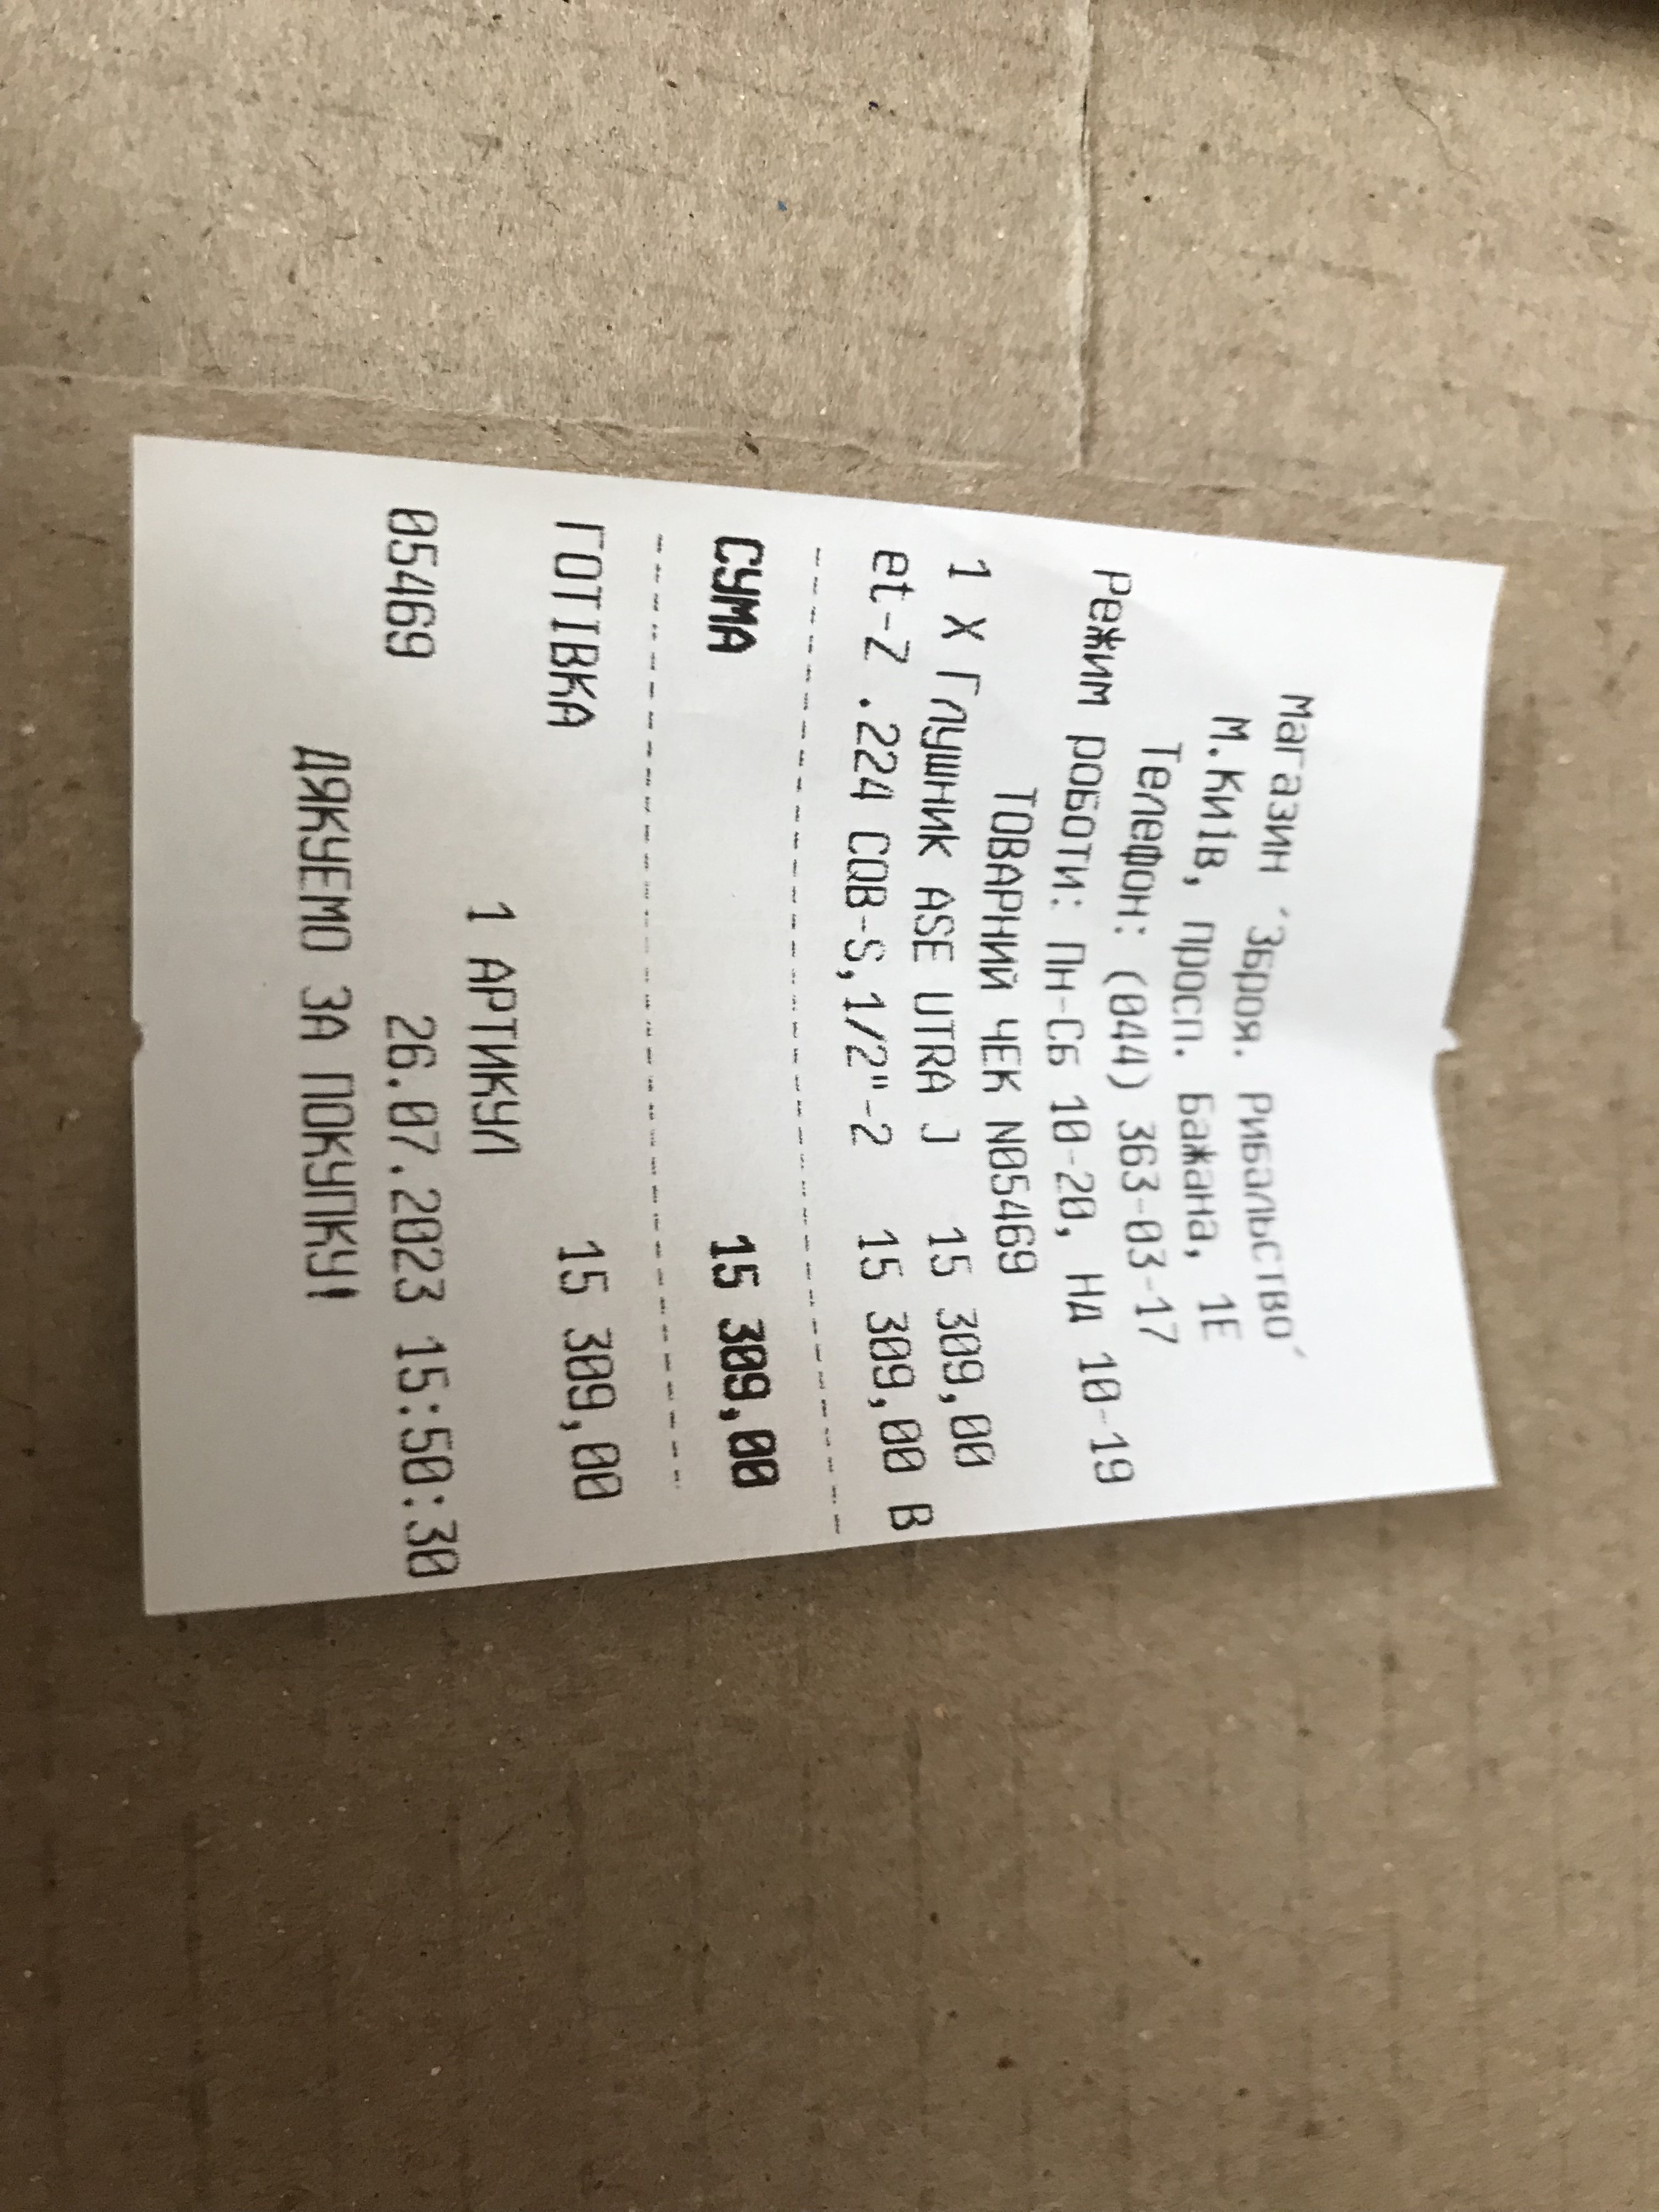 Магазин ´Зброя. Рибальство´
М.Київ, просп. Бажана, 1Е
Телефон: (044) 363-03-17
Режим роботи: Пн-Сб 10-20, НД 10-19
ТОВАРНИЙ ЧЕК N05469
1 X Глушник ASE UTRA J 15 309,00
et-Z .224 CQB-S,1/2"-2 15 309,00 В
СУМА 15 309,00
ГОТІВКА 15 309,00
1 АРТИКУЛ
05469 26.07.2023 15:50:30
ДЯКУЕМО ЗА ПОКУПКУ!